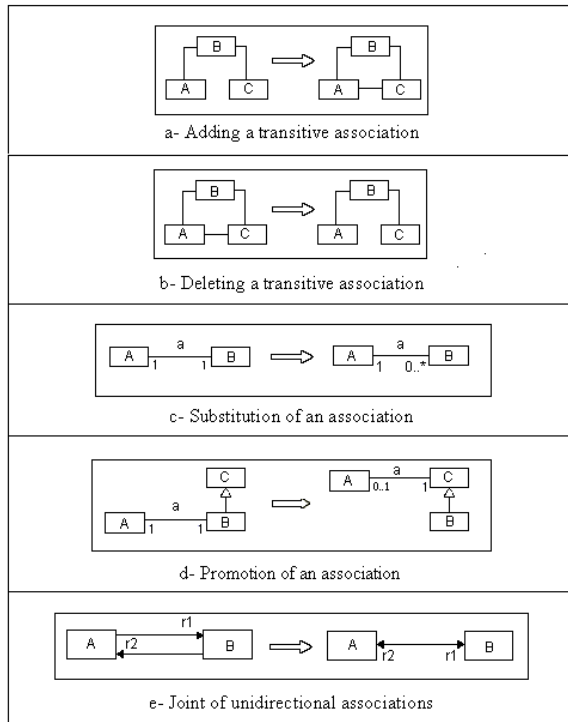 B B
A C A C
a- Adding a transitive association
B B
A C A C
b- Deleting a transitive association
a a
A B A B
1 1 1 0..*
c- Substitution of an association
C A a C
0..1 1
a
A B B
1 1
d- Promotion of an association
r1
A r2 B A B
r2 r1
e- Joint of unidirectional associations